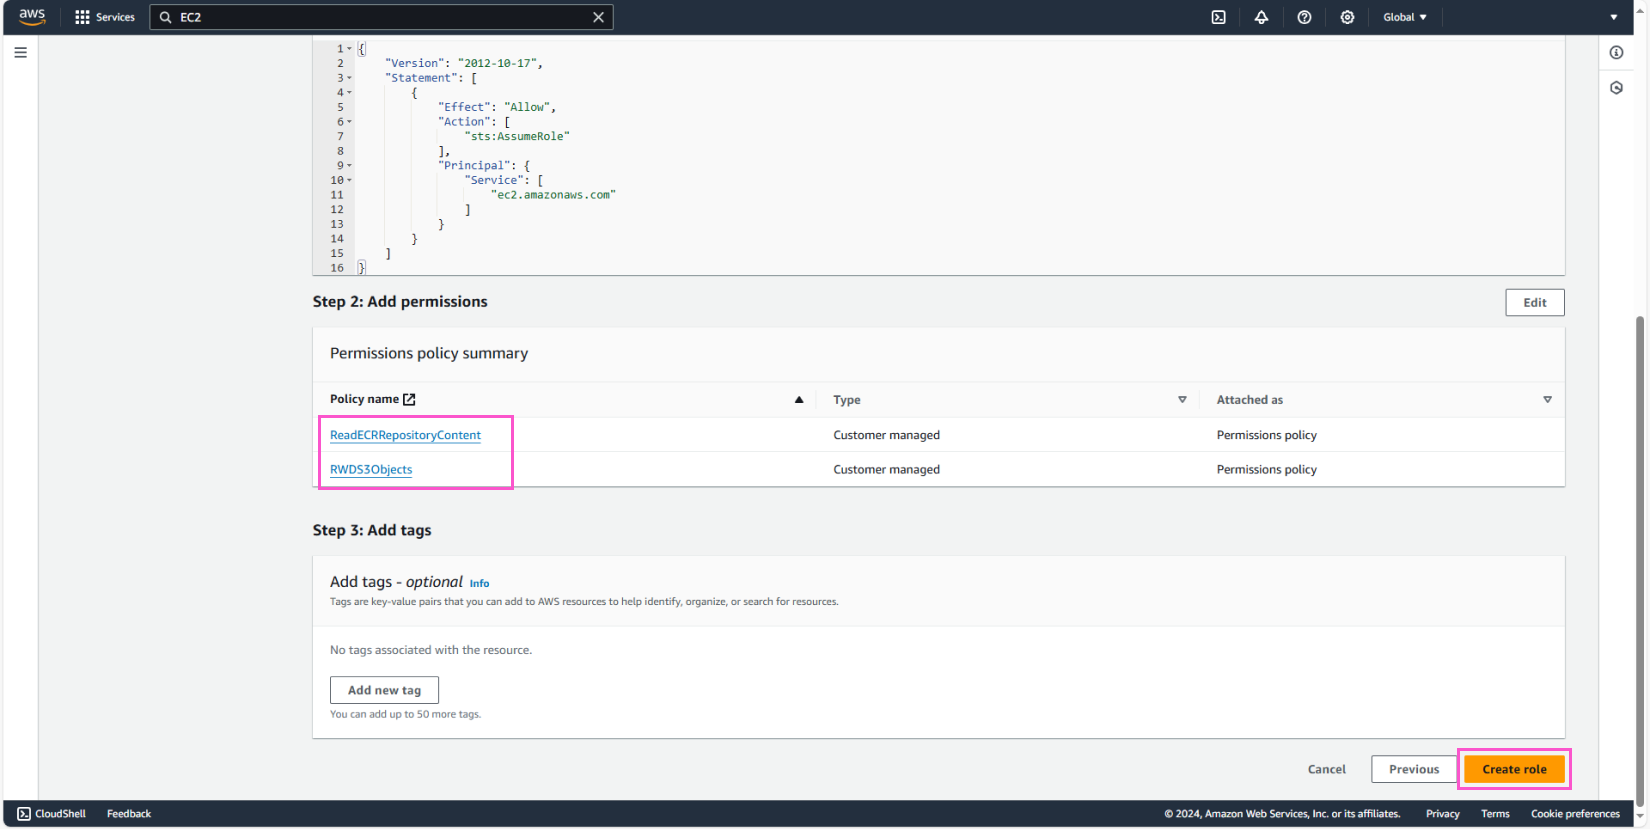 aws Services EC2 Global
1 {
2 "Version": "2012-10-17",
3 "Statement": [
4 {
5 "Effect": "Allow",
6 "Action": [
7 "sts:AssumeRole"
8 ],
9 "Principal": {
10 "Service": [
11 "ec2.amazonaws.com"
12 ]
13 }
14 }
15 ]
16 }
Step 2: Add permissions Edit
Permissions policy summary
Policy name Type Attached as
ReadECRRepositoryContent Customer managed Permissions policy
RWDS3Objects Customer managed Permissions policy
Step 3: Add tags
Add tags - optional Info
Tags are key-value pairs that you can add to AWS resources to help identify, organize, or search for resources.
No tags associated with the resource.
Add new tag
You can add up to 50 more tags.
Cancel Previous Create role
CloudShell Feedback © 2024, Amazon Web Services, Inc. or its affiliates. Privacy Terms Cookie preferences